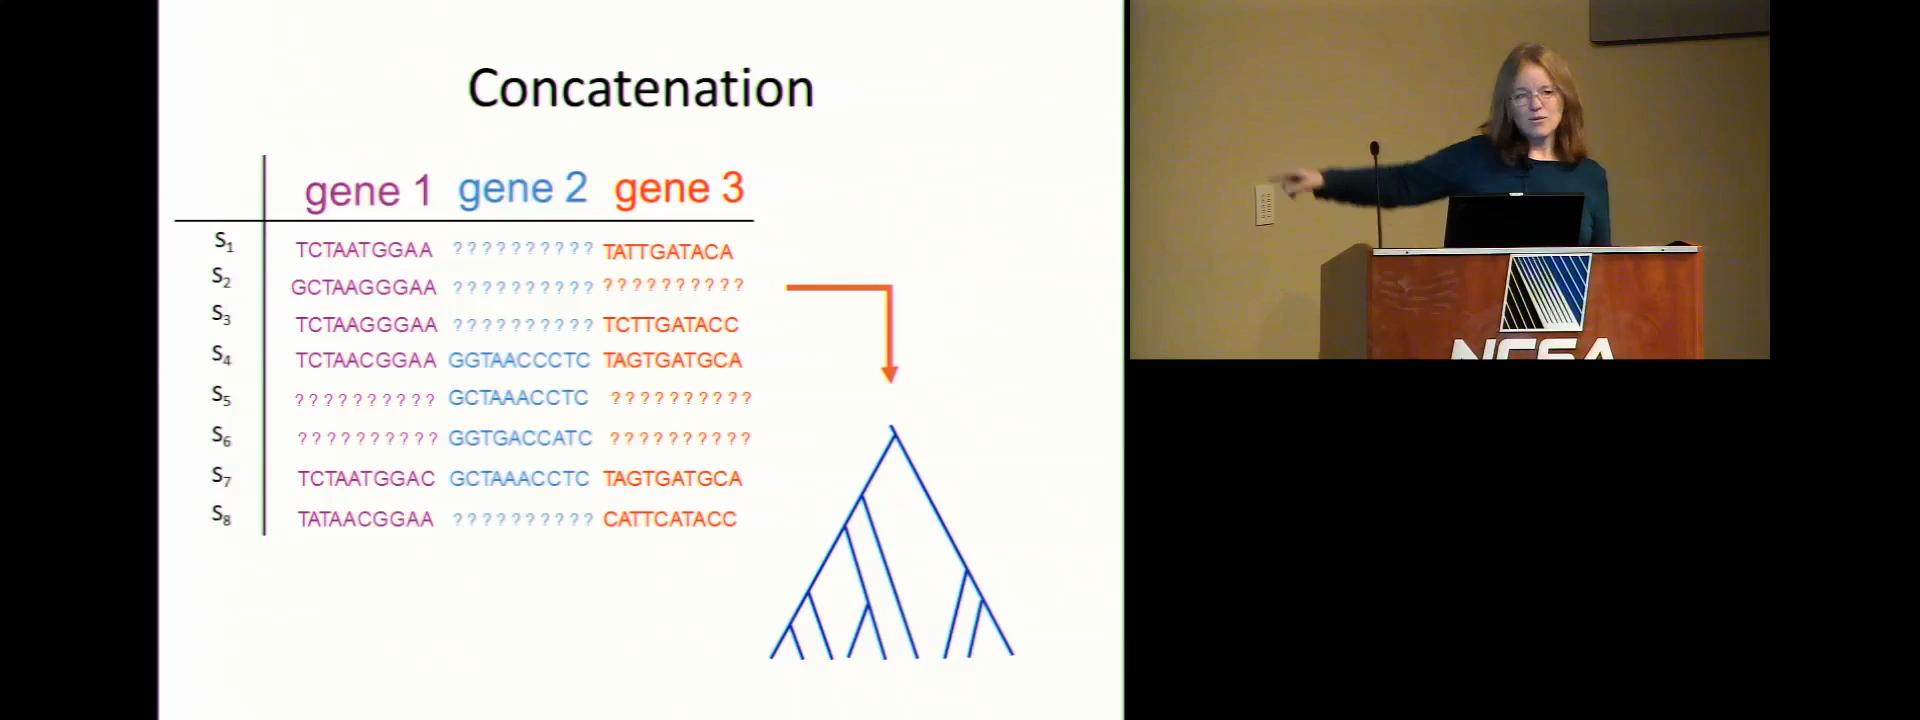 Concatenation
gene 1 gene 2 gene 3
S1 TCTAATGGAA ?????????? TATTGATACA
S2 GCTAAGGGAA ?????????? ??????????
S3 TCTAAGGGAA ?????????? TCTTGATACC
S4 TCTAACGGAA GGTAACCCTC TAGTGATGCA
S5 ?????????? GCTAAACCTC ??????????
S6 ?????????? GGTGACCATC ??????????
S7 TCTAATGGAC GCTAAACCTC TAGTGATGCA
S8 TATAACGGAA ?????????? CATTCATACC
NCSA